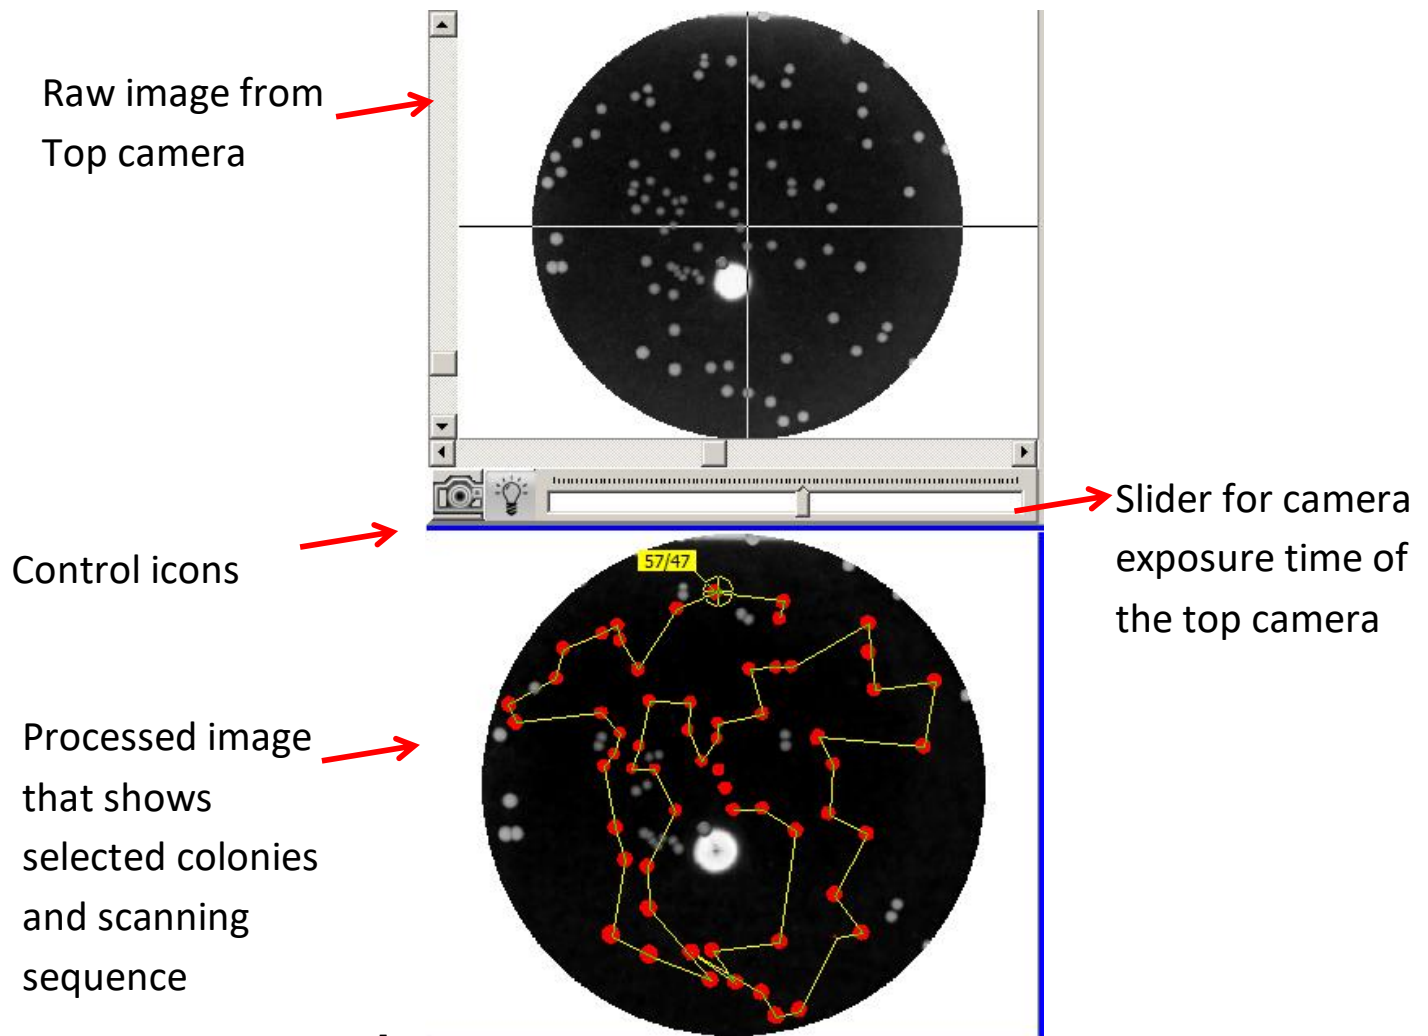 Raw image from
Top camera
Slider for camera
exposure time of
the top camera
Control icons
57/47
Processed image
that shows
selected colonies
and scanning
sequence